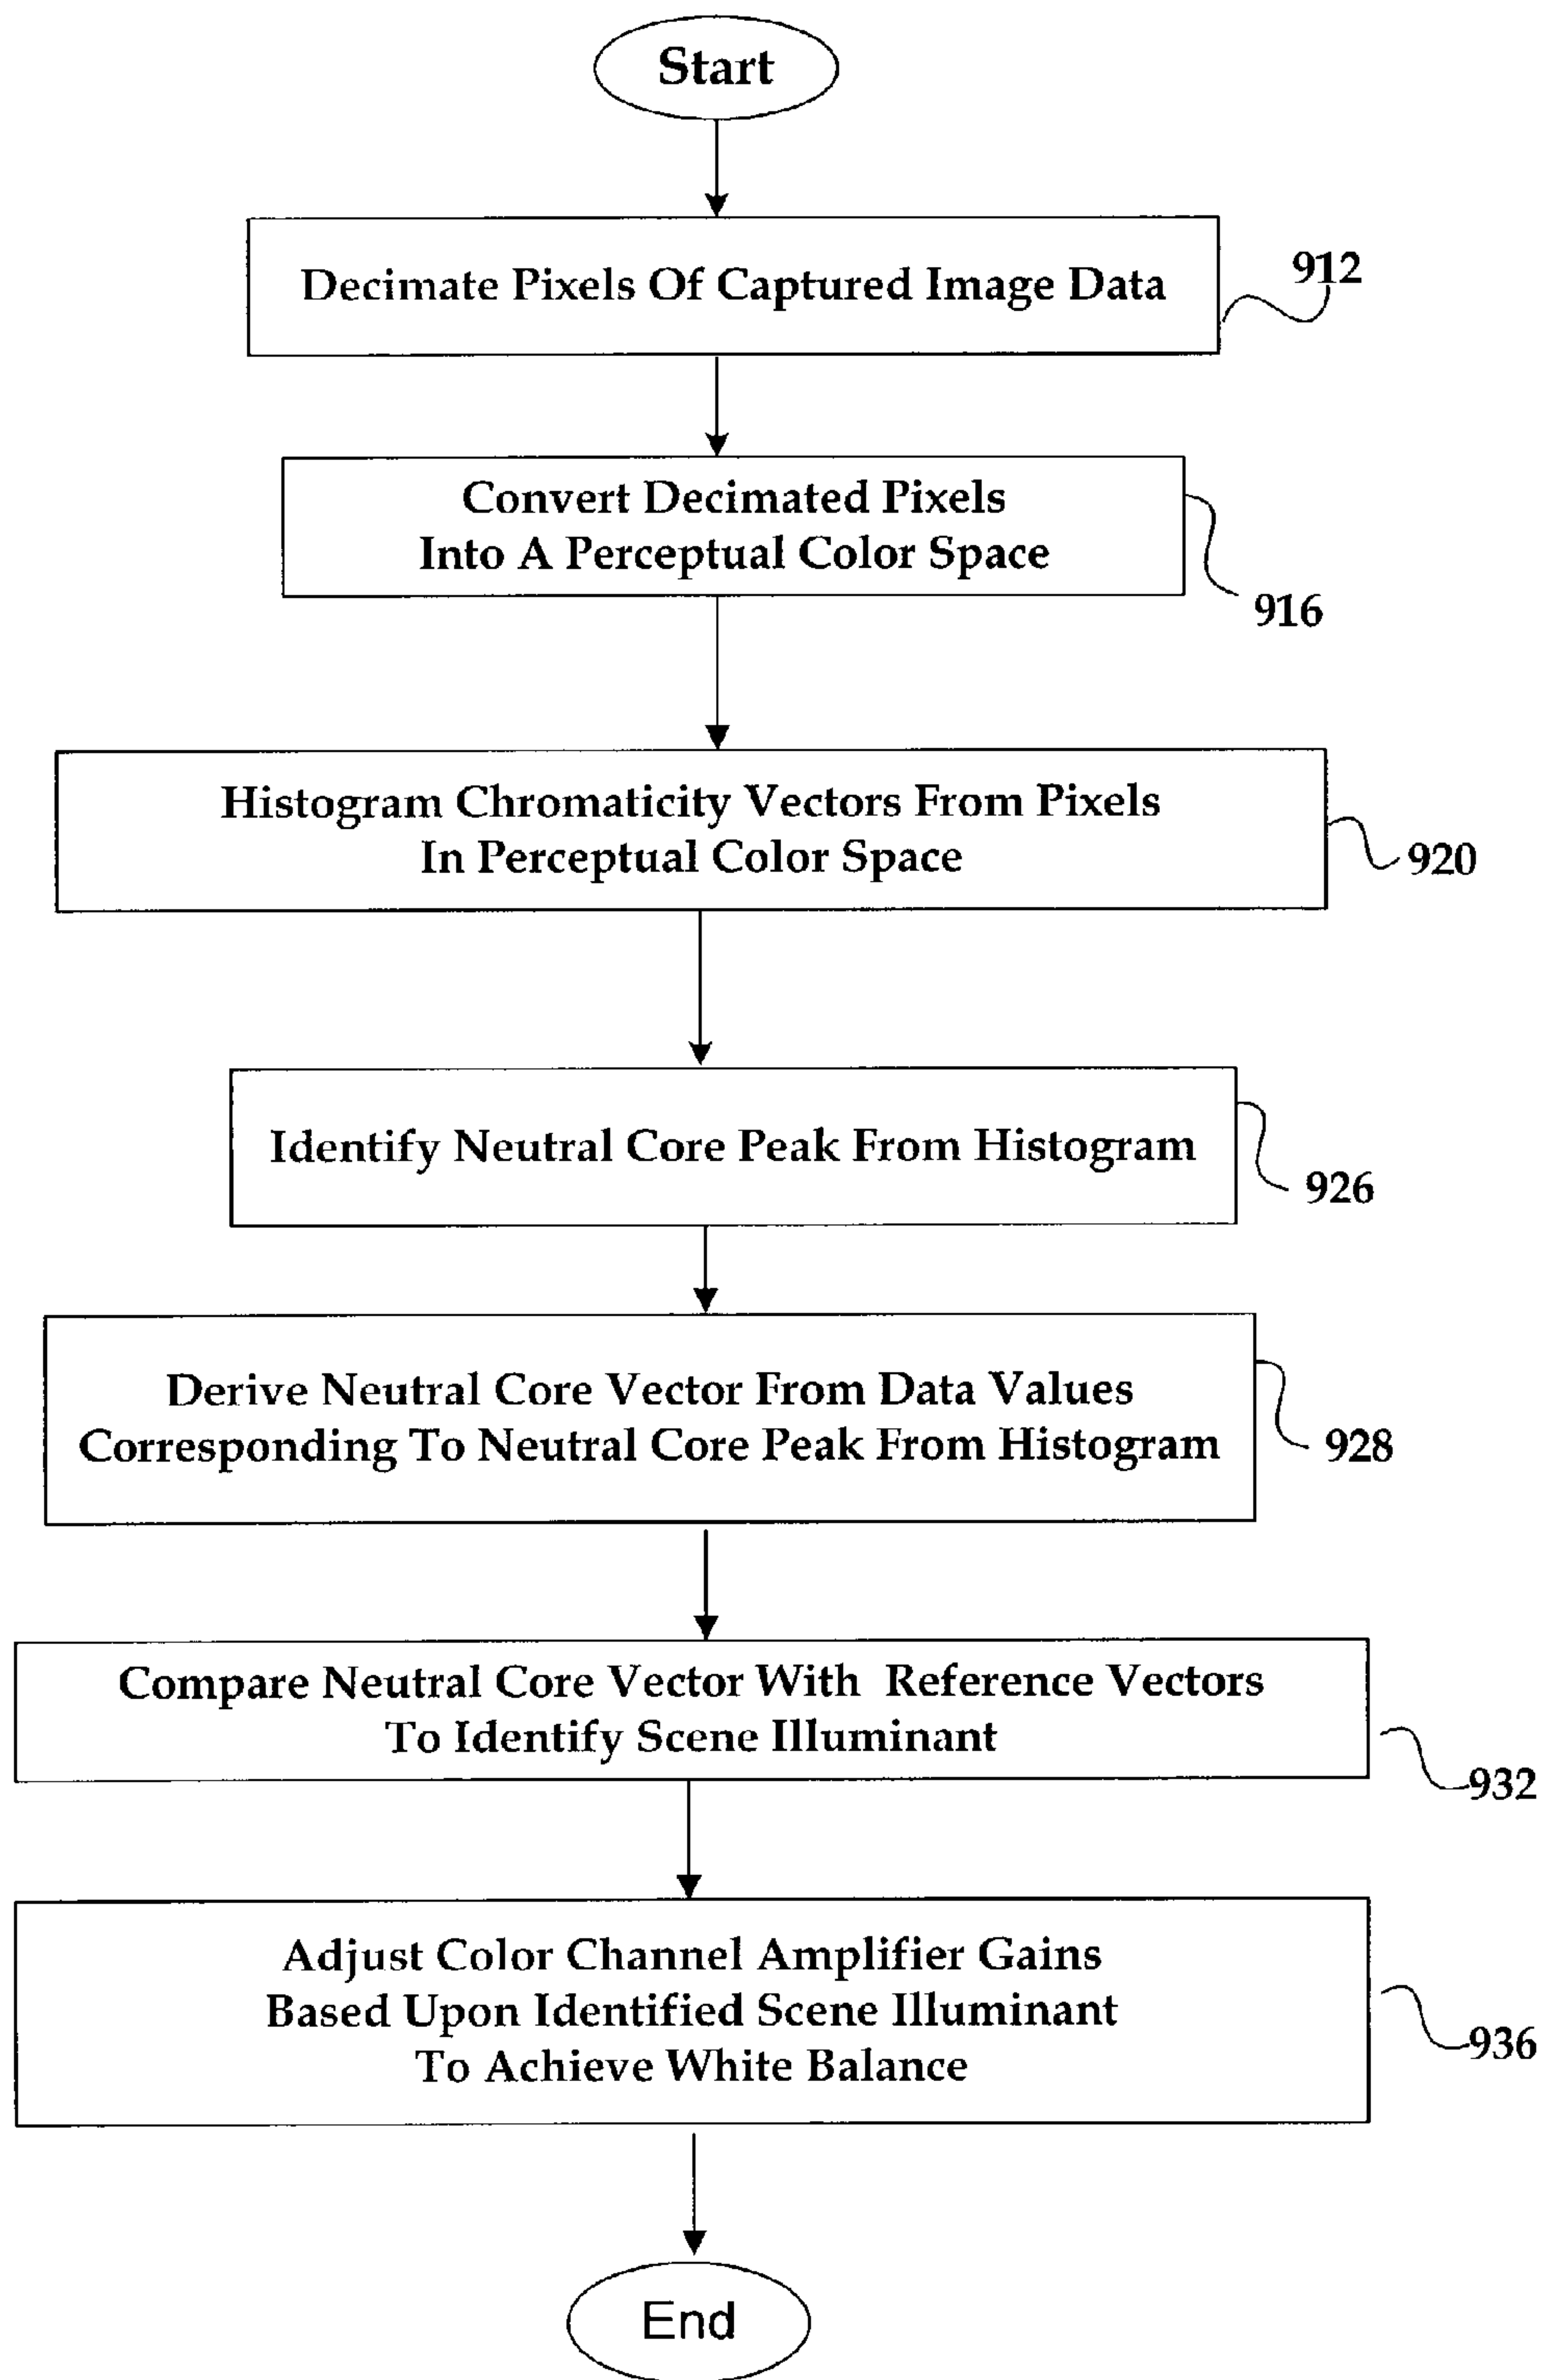 Start
Decimate Pixels Of Captured Image Data
912
Convert Decimated Pixels
Into A Perceptual Color Space
916
Histogram Chromaticity Vectors From Pixels
In Perceptual Color Space
920
Identify Neutral Core Peak From Histogram
926
Derive Neutral Core Vector From Data Values
Corresponding To Neutral Core Peak From Histogram
928
Compare Neutral Core Vector With Reference Vectors
To Identify Scene Illuminant
932
Adjust Color Channel Amplifier Gains
Based Upon Identified Scene Illuminant
To Achieve White Balance
936
End